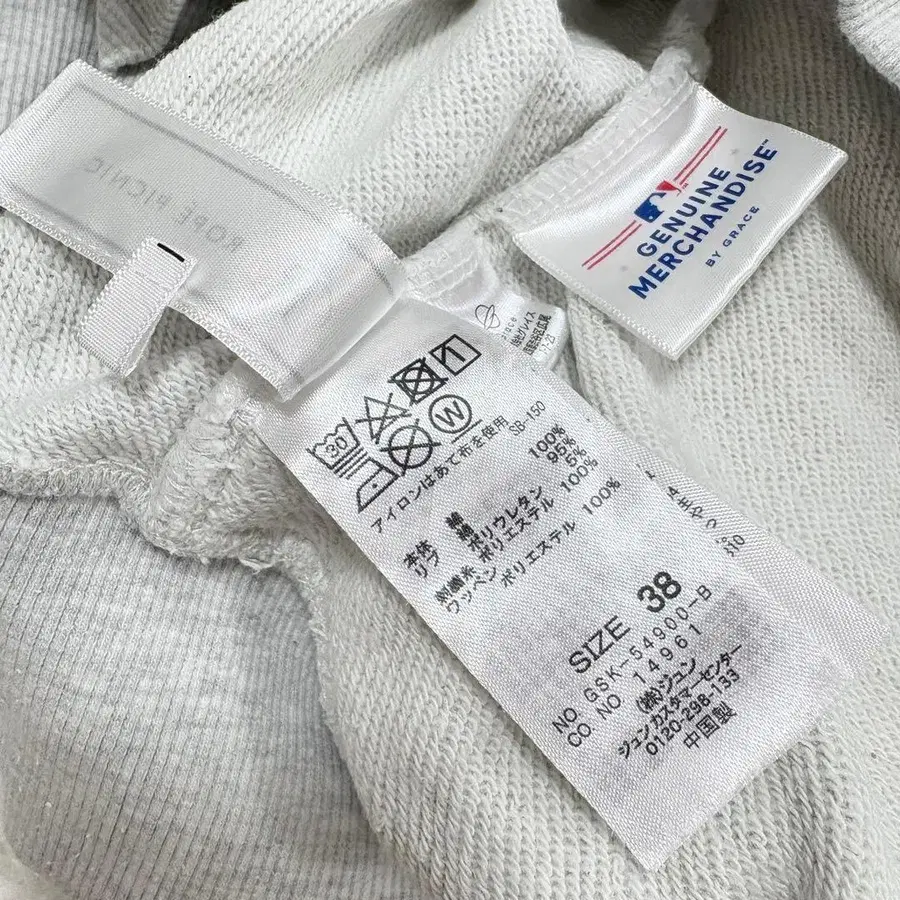 PE PICNIC
GENUINE
MERCHANDISE™
BY GRACE
30
W
アイロンはあて布を使用
SB-150
本体 綿 100%
リブ 綿 95%
ポリウレタン 5%
刺繍糸 ポリエステル 100%
ワッペン ポリエステル 100%
SIZE 38
NO GSK-54900-B
CO. NO 14961
(株)ジュン
ジュンカスタマーセンター
0120-298-133
中国製